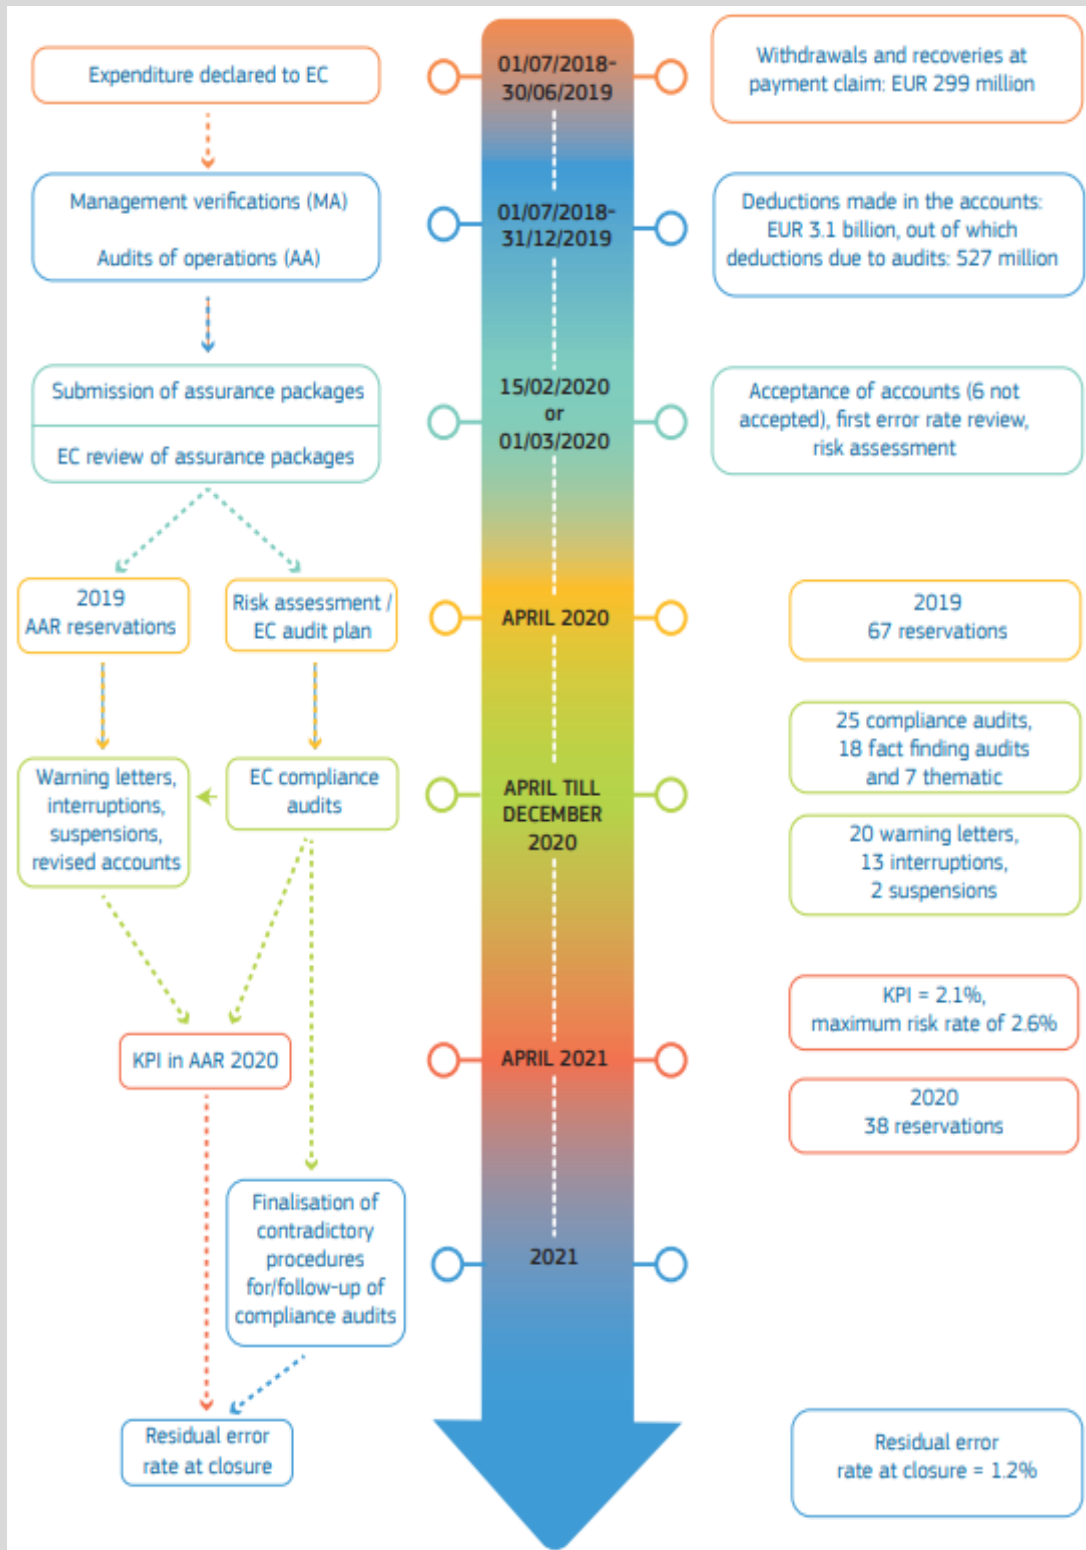 Expenditure declared to EC
01/07/2018-
30/06/2019
Withdrawals and recoveries at
payment claim: EUR 299 million
Management verifications (MA)
Audits of operations (AA)
01/07/2018-
31/12/2019
Deductions made in the accounts:
EUR 3.1 billion, out of which
deductions due to audits: 527 million
Submission of assurance packages
EC review of assurance packages
15/02/2020
or
01/03/2020
Acceptance of accounts (6 not
accepted), first error rate review,
risk assessment
2019
AAR reservations
Risk assessment /
EC audit plan
APRIL 2020
2019
67 reservations
Warning letters,
interruptions,
suspensions,
revised accounts
EC compliance
audits
APRIL TILL
DECEMBER
2020
25 compliance audits,
18 fact finding audits
and 7 thematic
20 warning letters,
13 interruptions,
2 suspensions
KPI in AAR 2020
APRIL 2021
KPI = 2.1%,
maximum risk rate of 2.6%
2020
38 reservations
Finalisation of
contradictory
procedures
for/follow-up of
compliance audits
2021
Residual error
rate at closure
Residual error
rate at closure = 1.2%